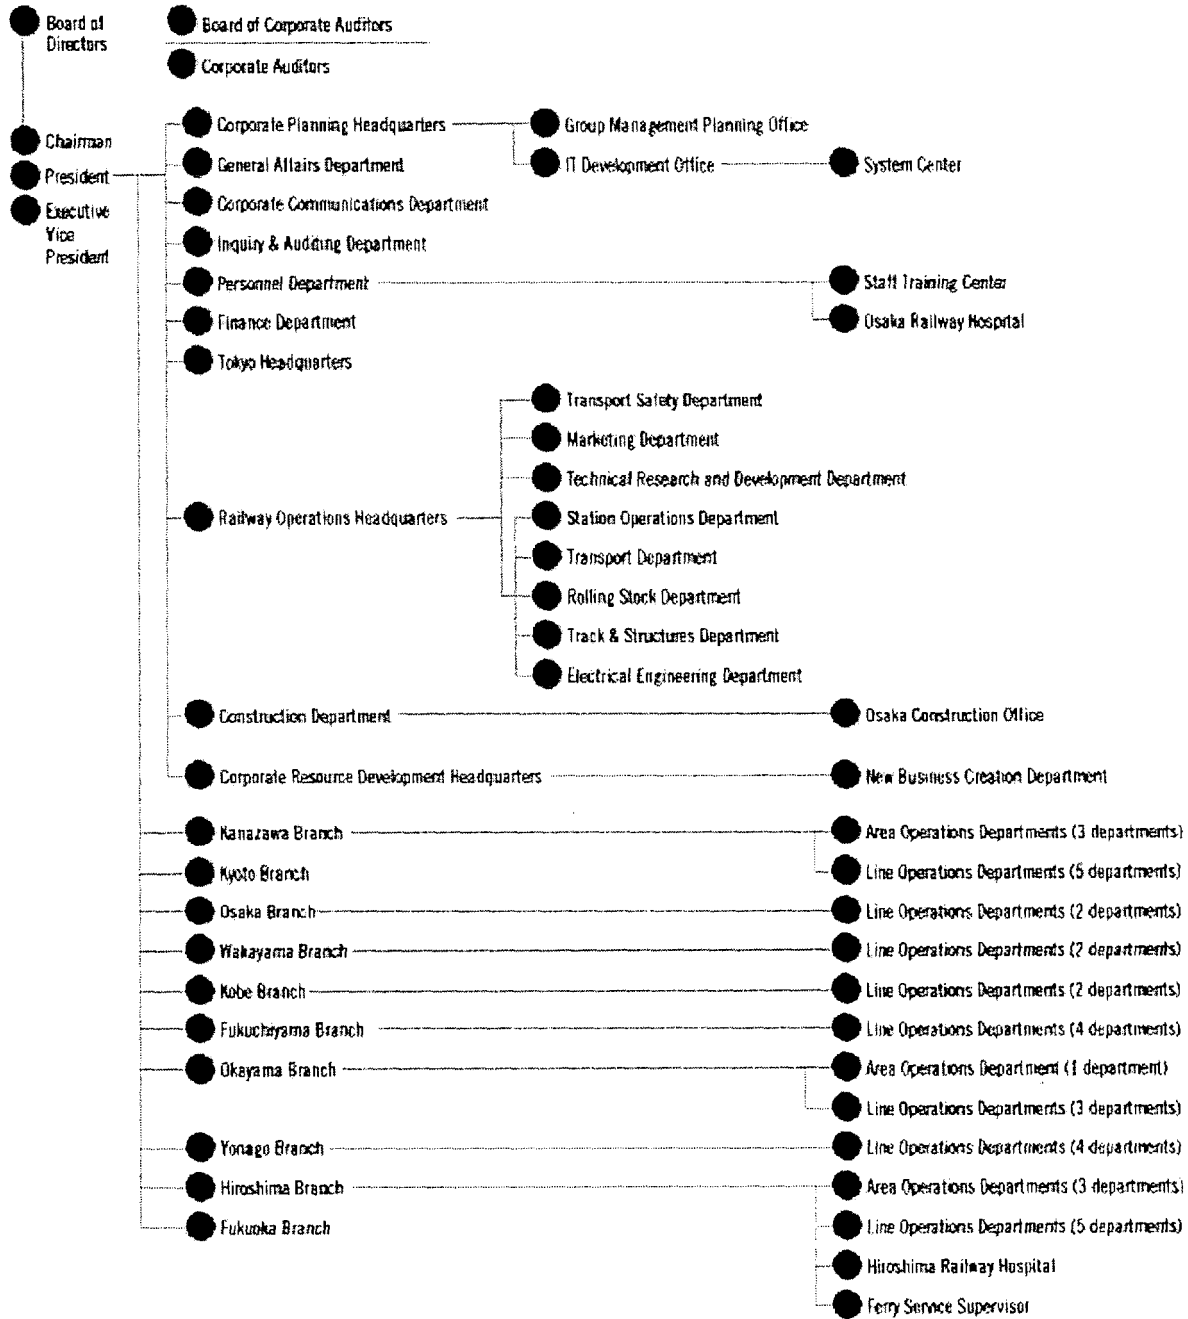 Board of
Directors
Board of Corporate Auditors
Corporate Auditors
Chairman
President
Executive
Vice
President
Corporate Planning Headquarters
Group Management Planning Office
General Affairs Department
IT Development Office
System Center
Corporate Communications Department
Inquiry & Auditing Department
Personnel Department
Staff Training Center
Finance Department
Osaka Railway Hospital
Tokyo Headquarters
Transport Safety Department
Marketing Department
Technical Research and Development Department
Railway Operations Headquarters
Station Operations Department
Transport Department
Rolling Stock Department
Track & Structures Department
Electrical Engineering Department
Construction Department
Osaka Construction Office
Corporate Resource Development Headquarters
New Business Creation Department
Kanazawa Branch
Area Operations Departments (3 departments)
Kyoto Branch
Line Operations Departments (5 departments)
Osaka Branch
Line Operations Departments (2 departments)
Wakayama Branch
Line Operations Departments (2 departments)
Kobe Branch
Line Operations Departments (2 departments)
Fukuchiyama Branch
Line Operations Departments (4 departments)
Okayama Branch
Area Operations Department (1 department)
Line Operations Departments (3 departments)
Yonago Branch
Line Operations Departments (4 departments)
Hiroshima Branch
Area Operations Departments (3 departments)
Fukuoka Branch
Line Operations Departments (5 departments)
Hiroshima Railway Hospital
Ferry Service Supervisor